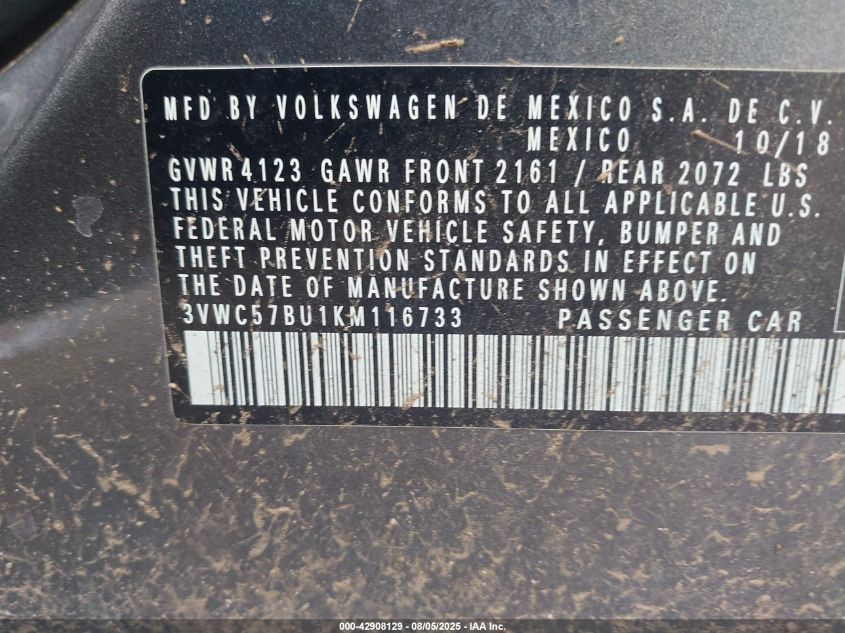 MFD BY VOLKSWAGEN DE MEXICO S.A. DE C.V.
MEXICO 10/18
GVWR 4123 GAWR FRONT 2161 / REAR 2072 LBS
THIS VEHICLE CONFORMS TO ALL APPLICABLE U.S.
FEDERAL MOTOR VEHICLE SAFETY, BUMPER AND
THEFT PREVENTION STANDARDS IN EFFECT ON
THE DATE OF MANUFACTURE SHOWN ABOVE.
3VWC57BU1KM116733 PASSENGER CAR
000-42908129 - 08/05/2025 - IAA Inc.